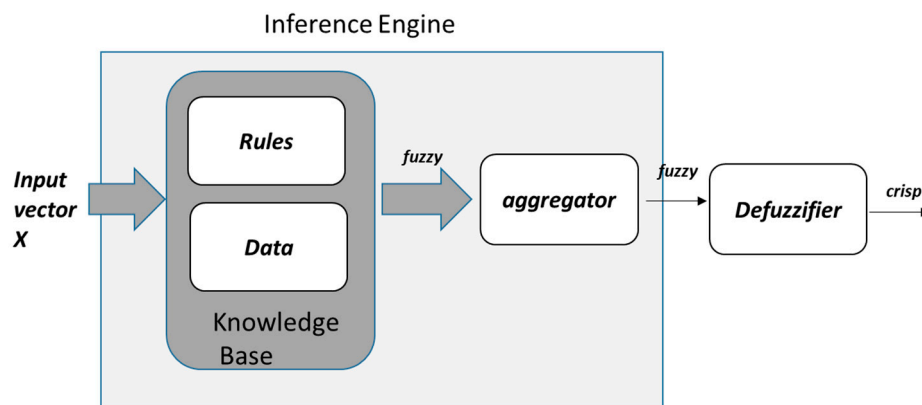 Inference Engine
Input
vector
X
Rules
Data
Knowledge
Base
fuzzy
aggregator
fuzzy
Defuzzifier
crisp